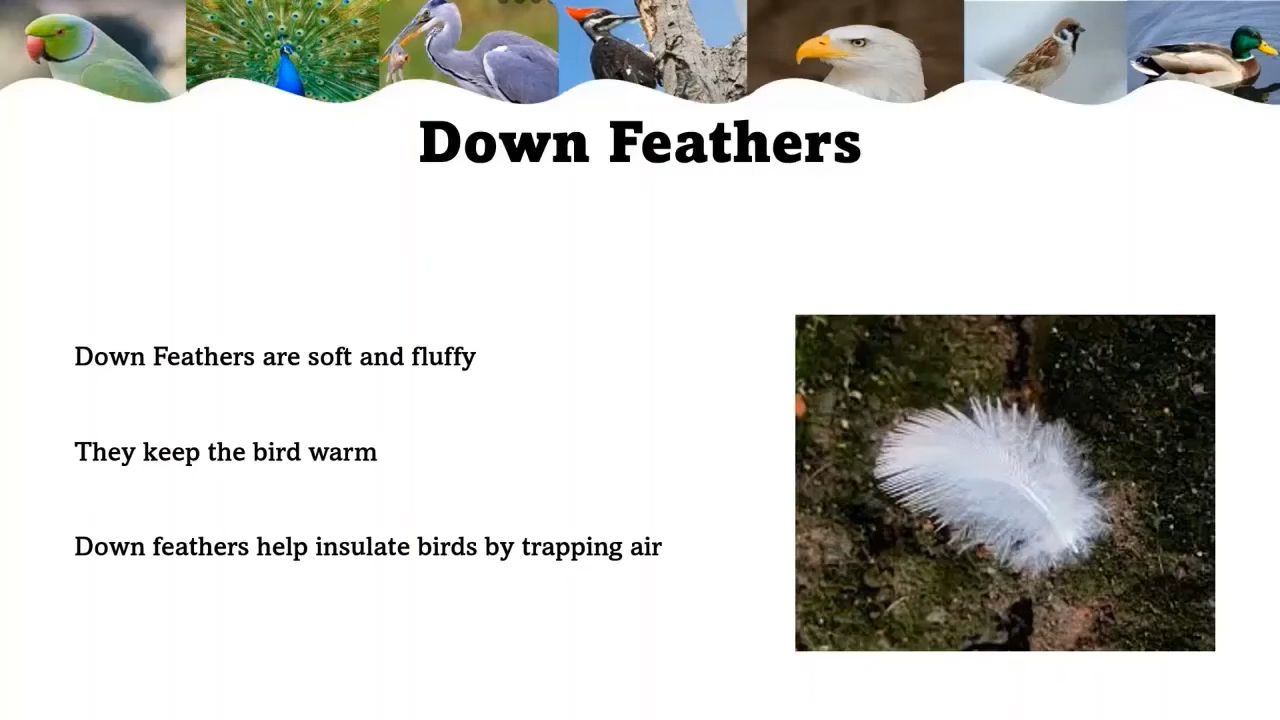 Down Feathers
Down Feathers are soft and fluffy
They keep the bird warm
Down feathers help insulate birds by trapping air